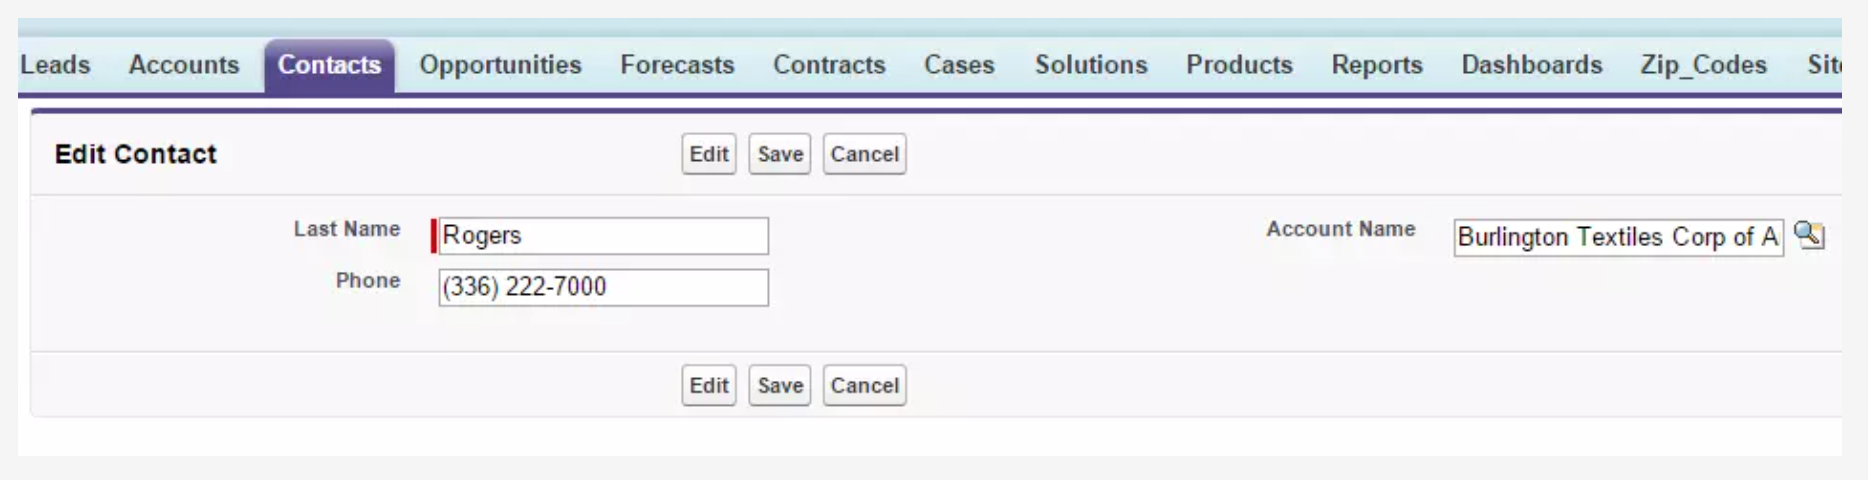 Leads Accounts Contacts Opportunities Forecasts Contracts Cases Solutions Products Reports Dashboards Zip_Codes
Edit Contact Edit Save Cancel
Last Name Rogers Account Name Burlington Textiles Corp of A
Phone (336) 222-7000
Edit Save Cancel